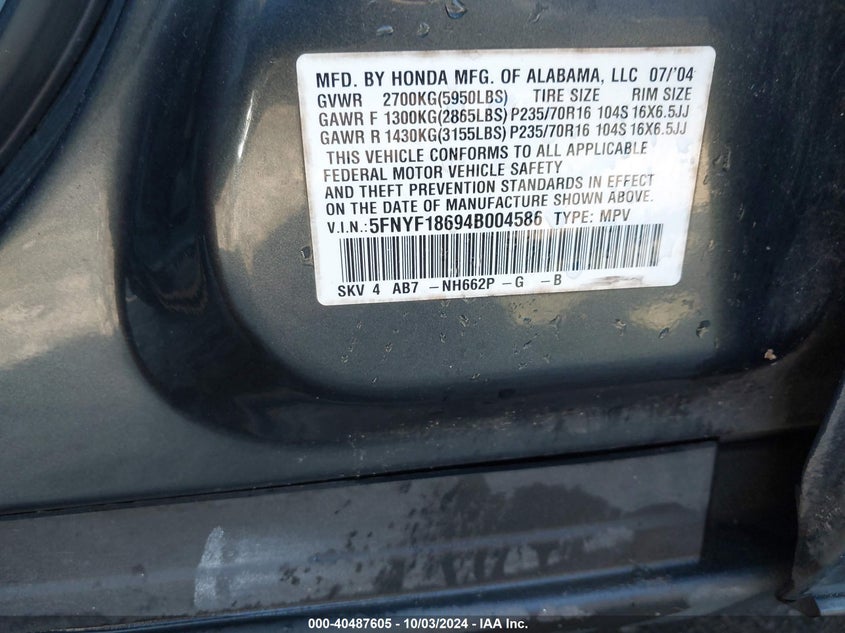 MFD. BY HONDA MFG. OF ALABAMA, LLC 07/'04
GVWR 2700KG(5950LBS) TIRE SIZE RIM SIZE
GAWR F 1300KG(2865LBS) P235/70R16 104S 16X6.5JJ
GAWR R 1430KG(3155LBS) P235/70R16 104S 16X6.5JJ
THIS VEHICLE CONFORMS TO ALL APPLICABLE
FEDERAL MOTOR VEHICLE SAFETY
AND THEFT PREVENTION STANDARDS IN EFFECT
ON THE DATE OF MANUFACTURE SHOWN ABOVE.
V.I.N.:5FNYF18694B004586 TYPE: MPV
SKV 4 AB7 -NH662P -G -B
000-40487605 - 10/03/2024 - IAA Inc.